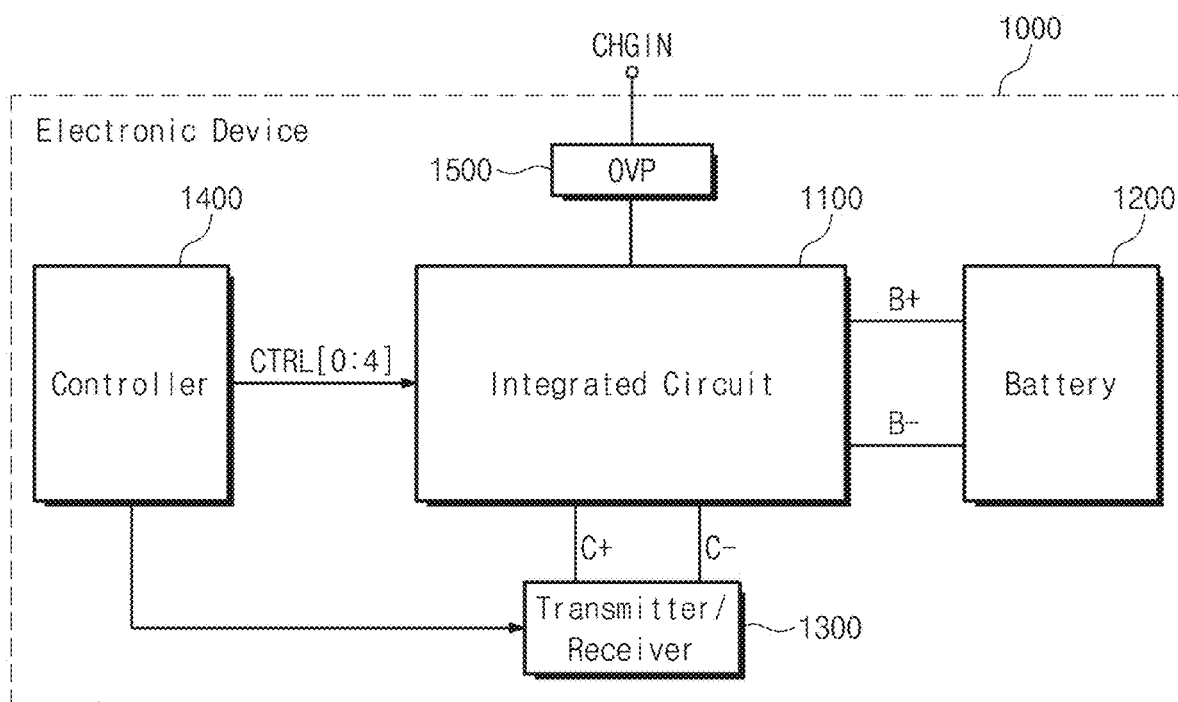 1000
CHGIN
Electronic Device
1500
OVP
1400
1100
1200
B+
CTRL[0:4]
Controller
Integrated Circuit
Battery
B-
C+
C-
Transmitter/
Receiver
1300